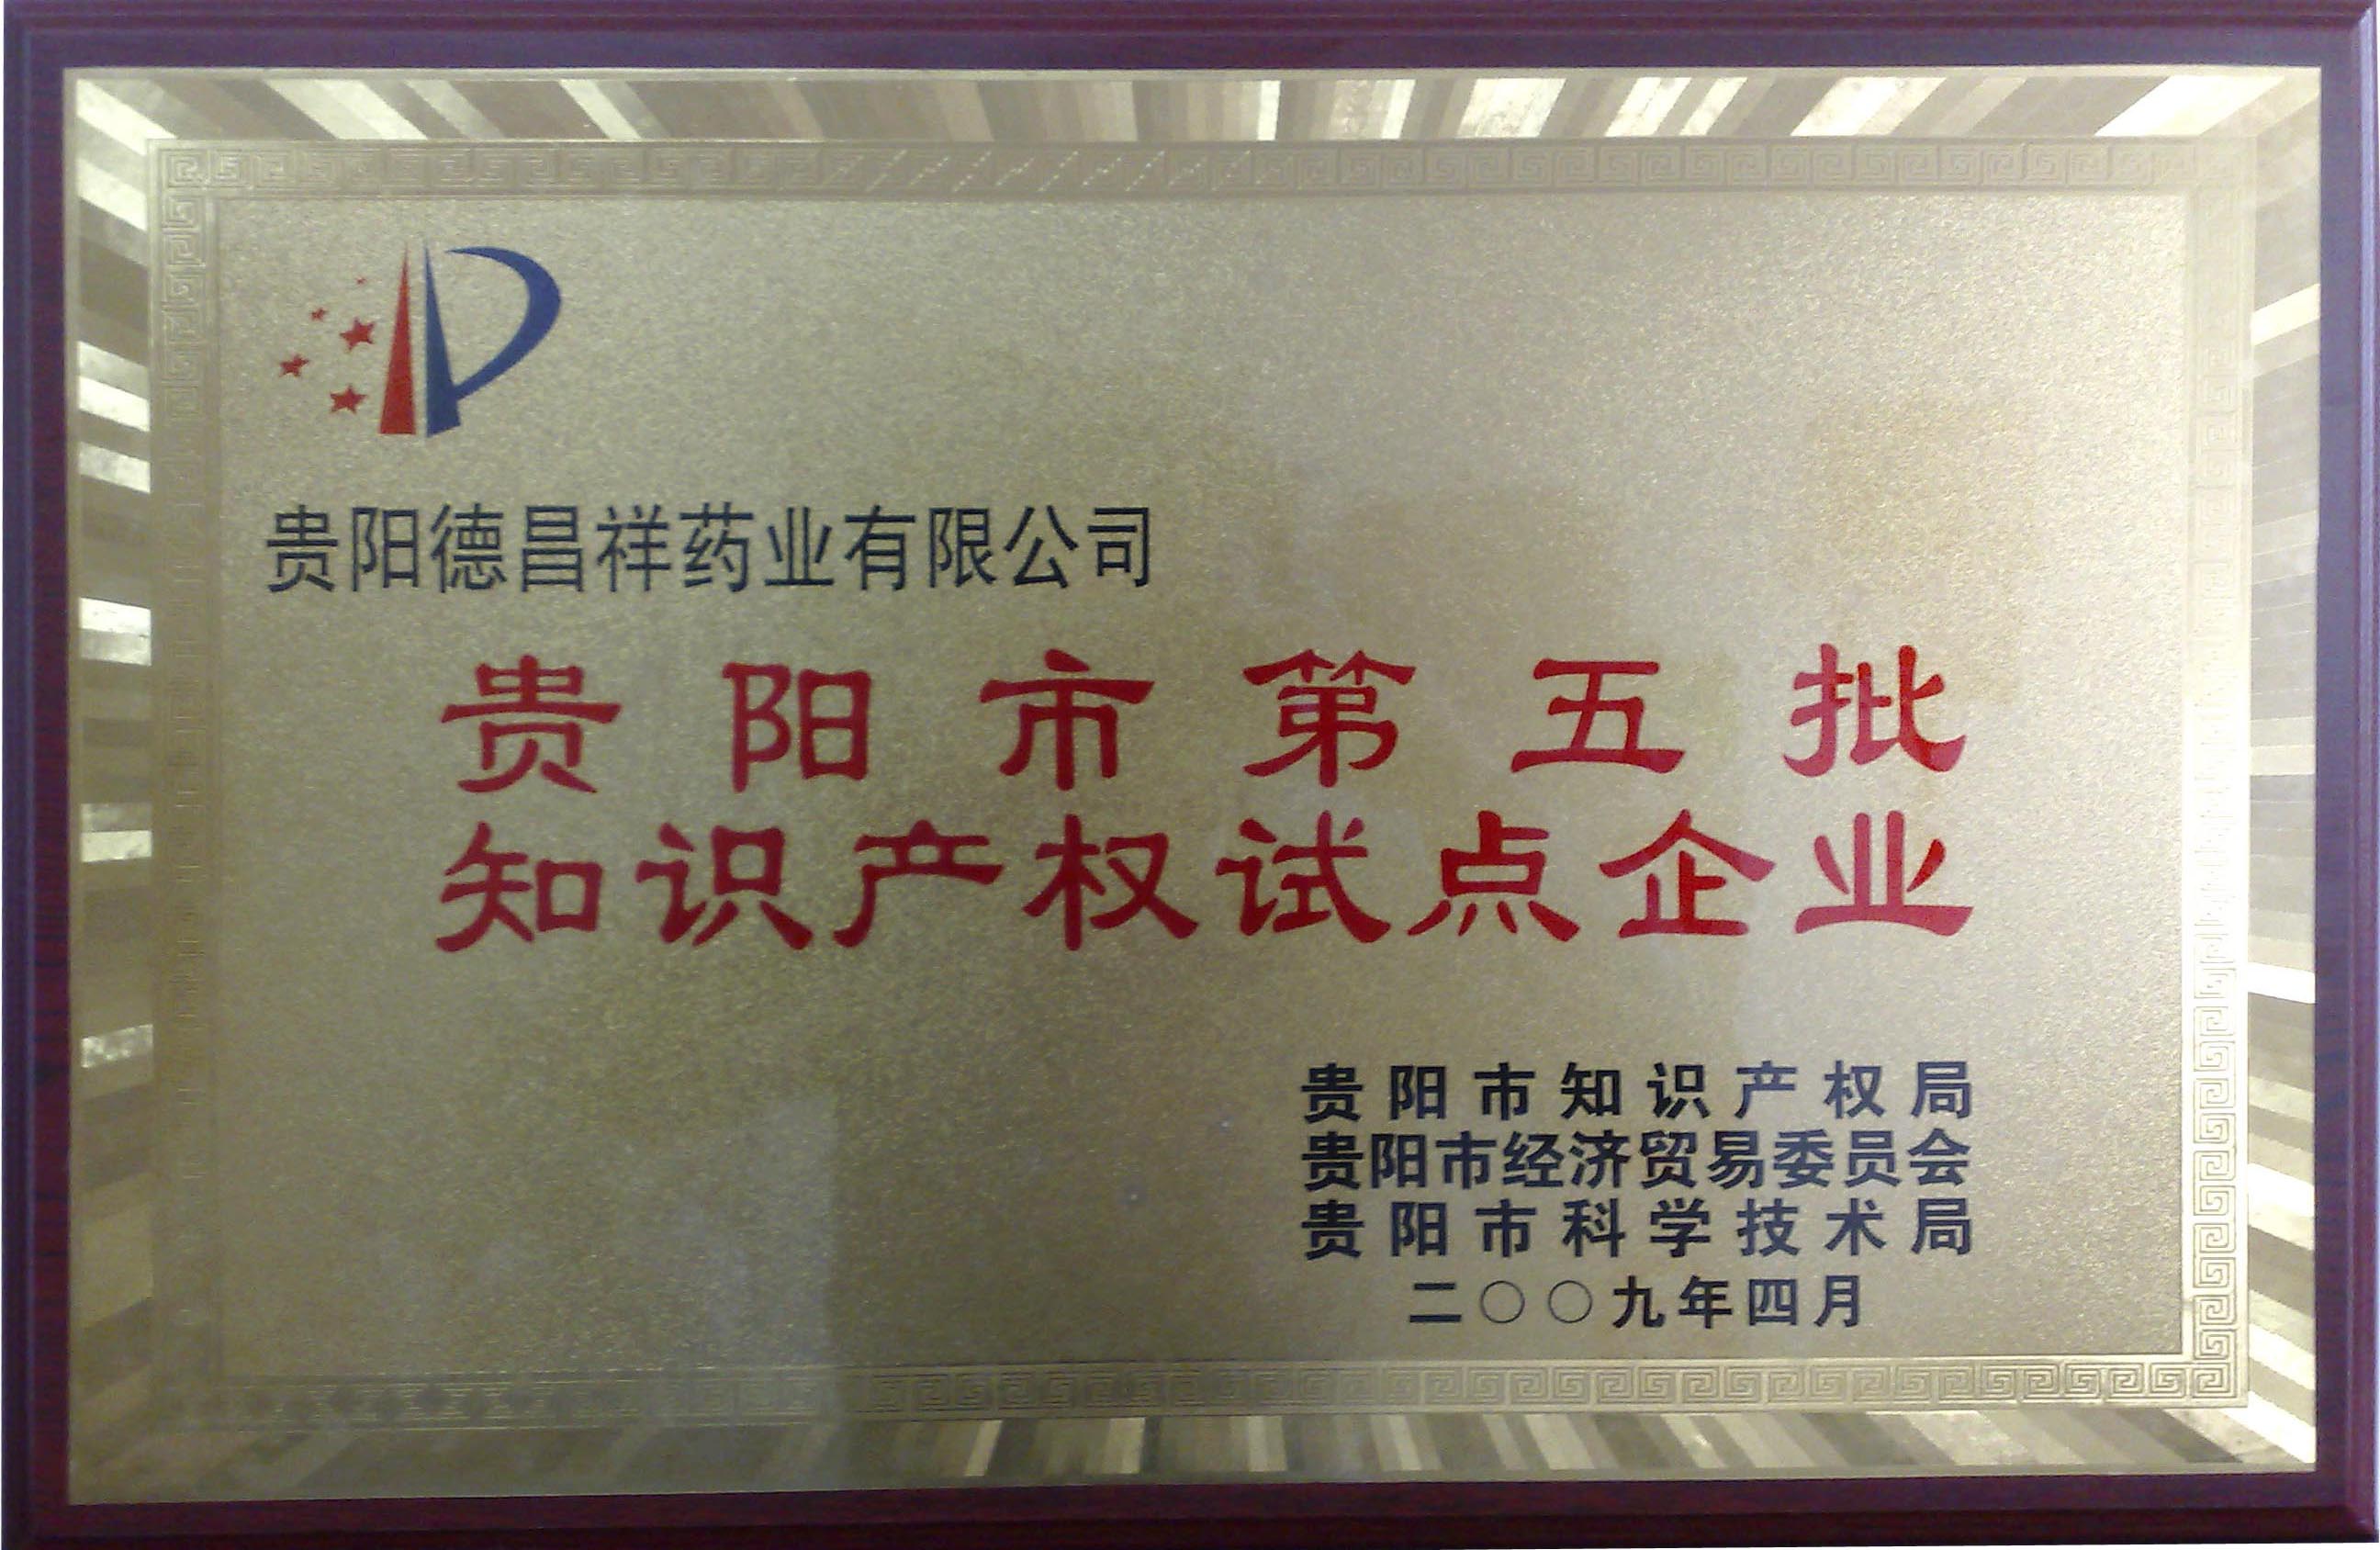 贵阳德昌祥药业有限公司
贵阳市第五批
知识产权试点企业
贵阳市知识产权局
贵阳市经济贸易委员会
贵阳市科学技术局
二〇〇九年四月